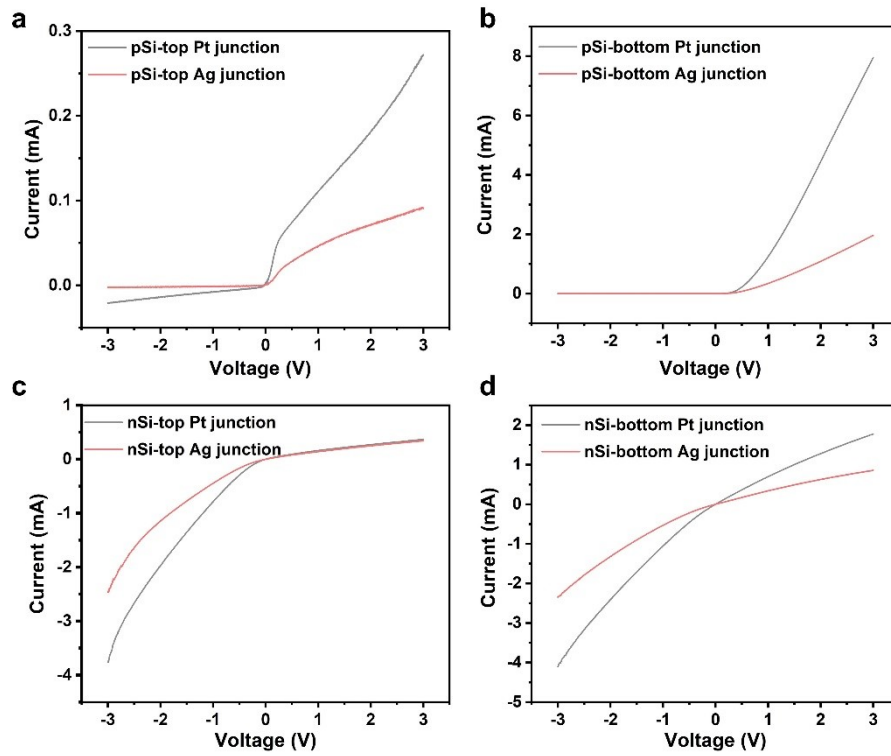 a
0.3
0.2
0.1
0.0
Current (mA)
pSi-top Pt junction
pSi-top Ag junction
-3 -2 -1 0 1 2 3
Voltage (V)
b
8
6
4
2
0
Current (mA)
pSi-bottom Pt junction
pSi-bottom Ag junction
-3 -2 -1 0 1 2 3
Voltage (V)
c
1
0
-1
-2
-3
-4
Current (mA)
nSi-top Pt junction
nSi-top Ag junction
-3 -2 -1 0 1 2 3
Voltage (V)
d
2
1
0
-1
-2
-3
-4
-5
Current (mA)
nSi-bottom Pt junction
nSi-bottom Ag junction
-3 -2 -1 0 1 2 3
Voltage (V)